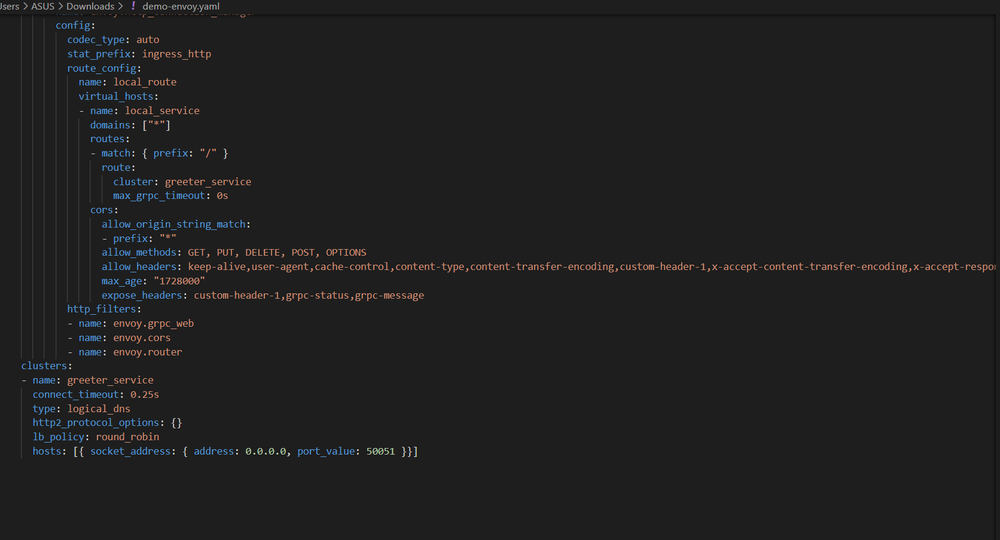 Users > ASUS > Downloads > ! demo-envoy.yaml
config:
codec_type: auto
stat_prefix: ingress_http
route_config:
name: local_route
virtual_hosts:
- name: local_service
domains: ["*"]
routes:
- match: { prefix: "/" }
route:
cluster: greeter_service
max_grpc_timeout: 0s
cors:
allow_origin_string_match:
- prefix: "*"
allow_methods: GET, PUT, DELETE, POST, OPTIONS
allow_headers: keep-alive,user-agent,cache-control,content-type,content-transfer-encoding,custom-header-1,x-accept-content-transfer-encoding,x-accept-respon
max_age: "1728000"
expose_headers: custom-header-1,grpc-status,grpc-message
http_filters:
- name: envoy.grpc_web
- name: envoy.cors
- name: envoy.router
clusters:
- name: greeter_service
connect_timeout: 0.25s
type: logical_dns
http2_protocol_options: {}
lb_policy: round_robin
hosts: [{ socket_address: { address: 0.0.0.0, port_value: 50051 }}]